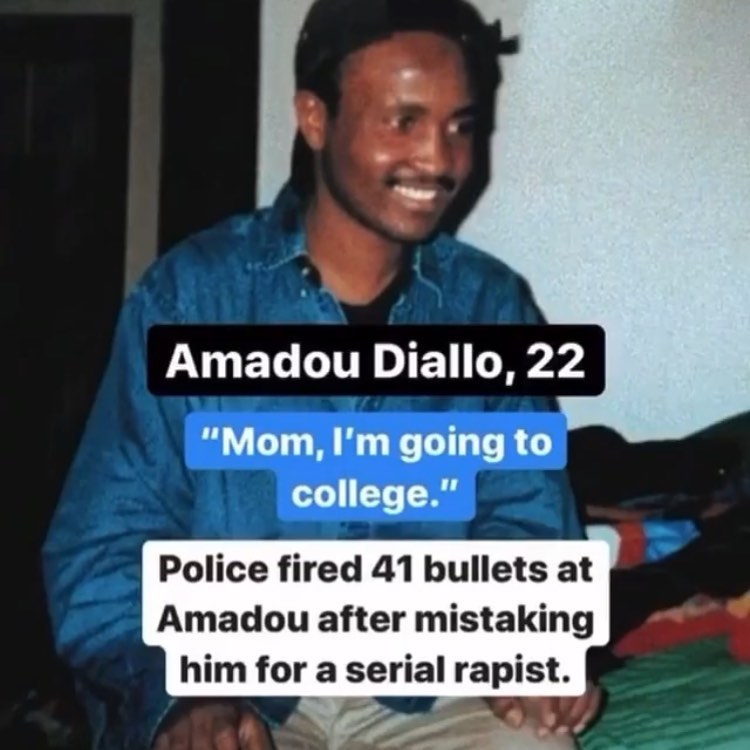 Amadou Diallo, 22
“Mom, I’m going to
college.”
Police fired 41 bullets at
Amadou after mistaking
him for a serial rapist.